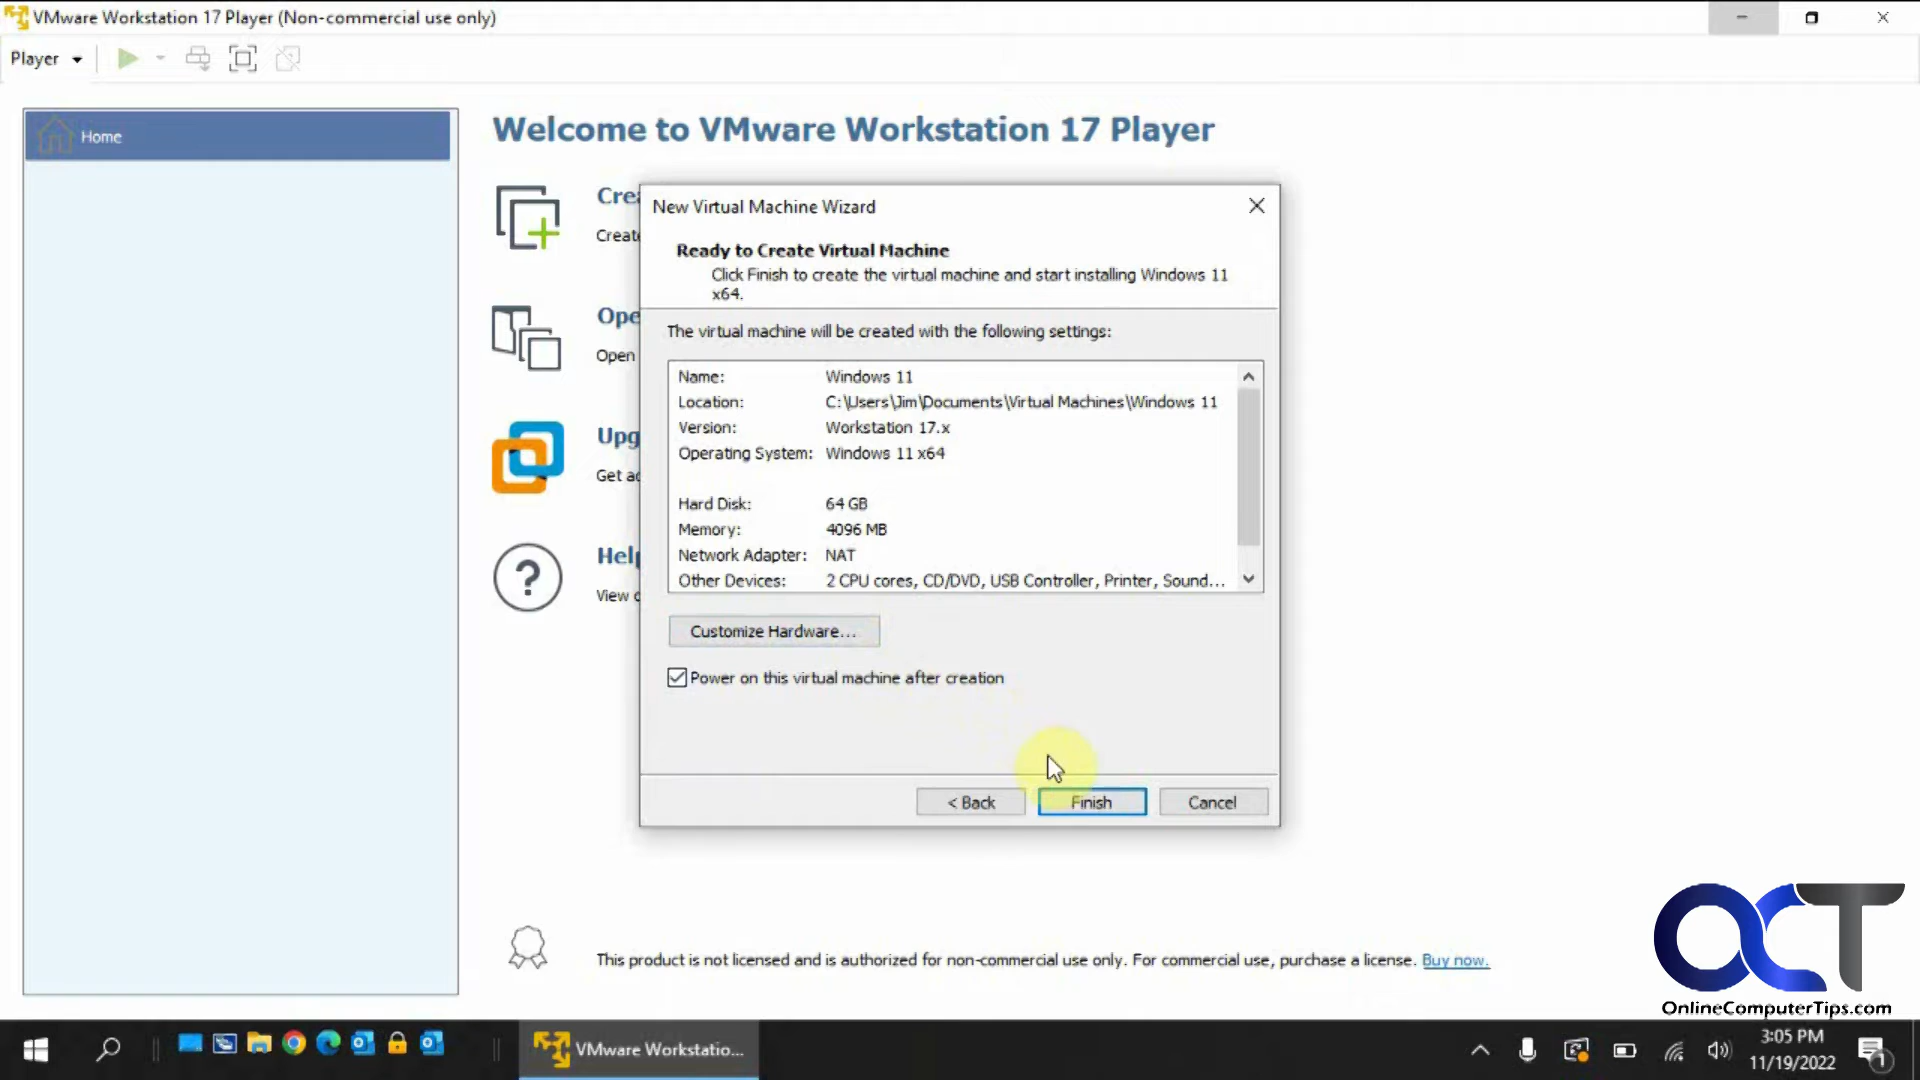 VMware Workstation 17 Player (Non-commercial use only)
Player
Home
Welcome to VMware Workstation 17 Player
Create
Open
Get
Help
View
New Virtual Machine Wizard
Ready to Create Virtual Machine
Click Finish to create the virtual machine and start installing Windows 11
x64.
The virtual machine will be created with the following settings:
Name: Windows 11
Location: C:\Users\Jim\Documents\Virtual Machines\Windows 11
Version: Workstation 17.x
Operating System: Windows 11 x64
Hard Disk: 64 GB
Memory: 4096 MB
Network Adapter: NAT
Other Devices: 2 CPU cores, CD/DVD, USB Controller, Printer, Sound...
Customize Hardware...
Power on this virtual machine after creation
< Back
Finish
Cancel
This product is not licensed and is authorized for non-commercial use only. For commercial use, purchase a license. Buy now.
OCT
OnlineComputerTips.com
VMware Workstatio...
3:05 PM
11/19/2022
1